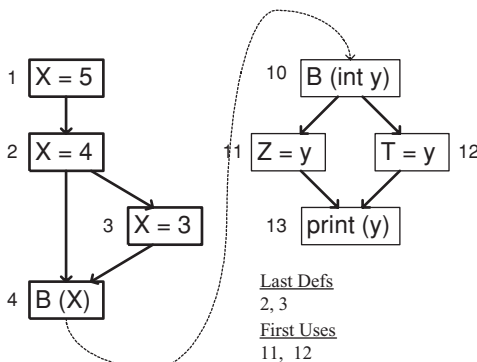 1 X = 5
2 X = 4
3 X = 3
4 B (X)
10 B (int y)
11 Z = y
T = y 12
13 print (y)
Last Defs
2, 3
First Uses
11, 12